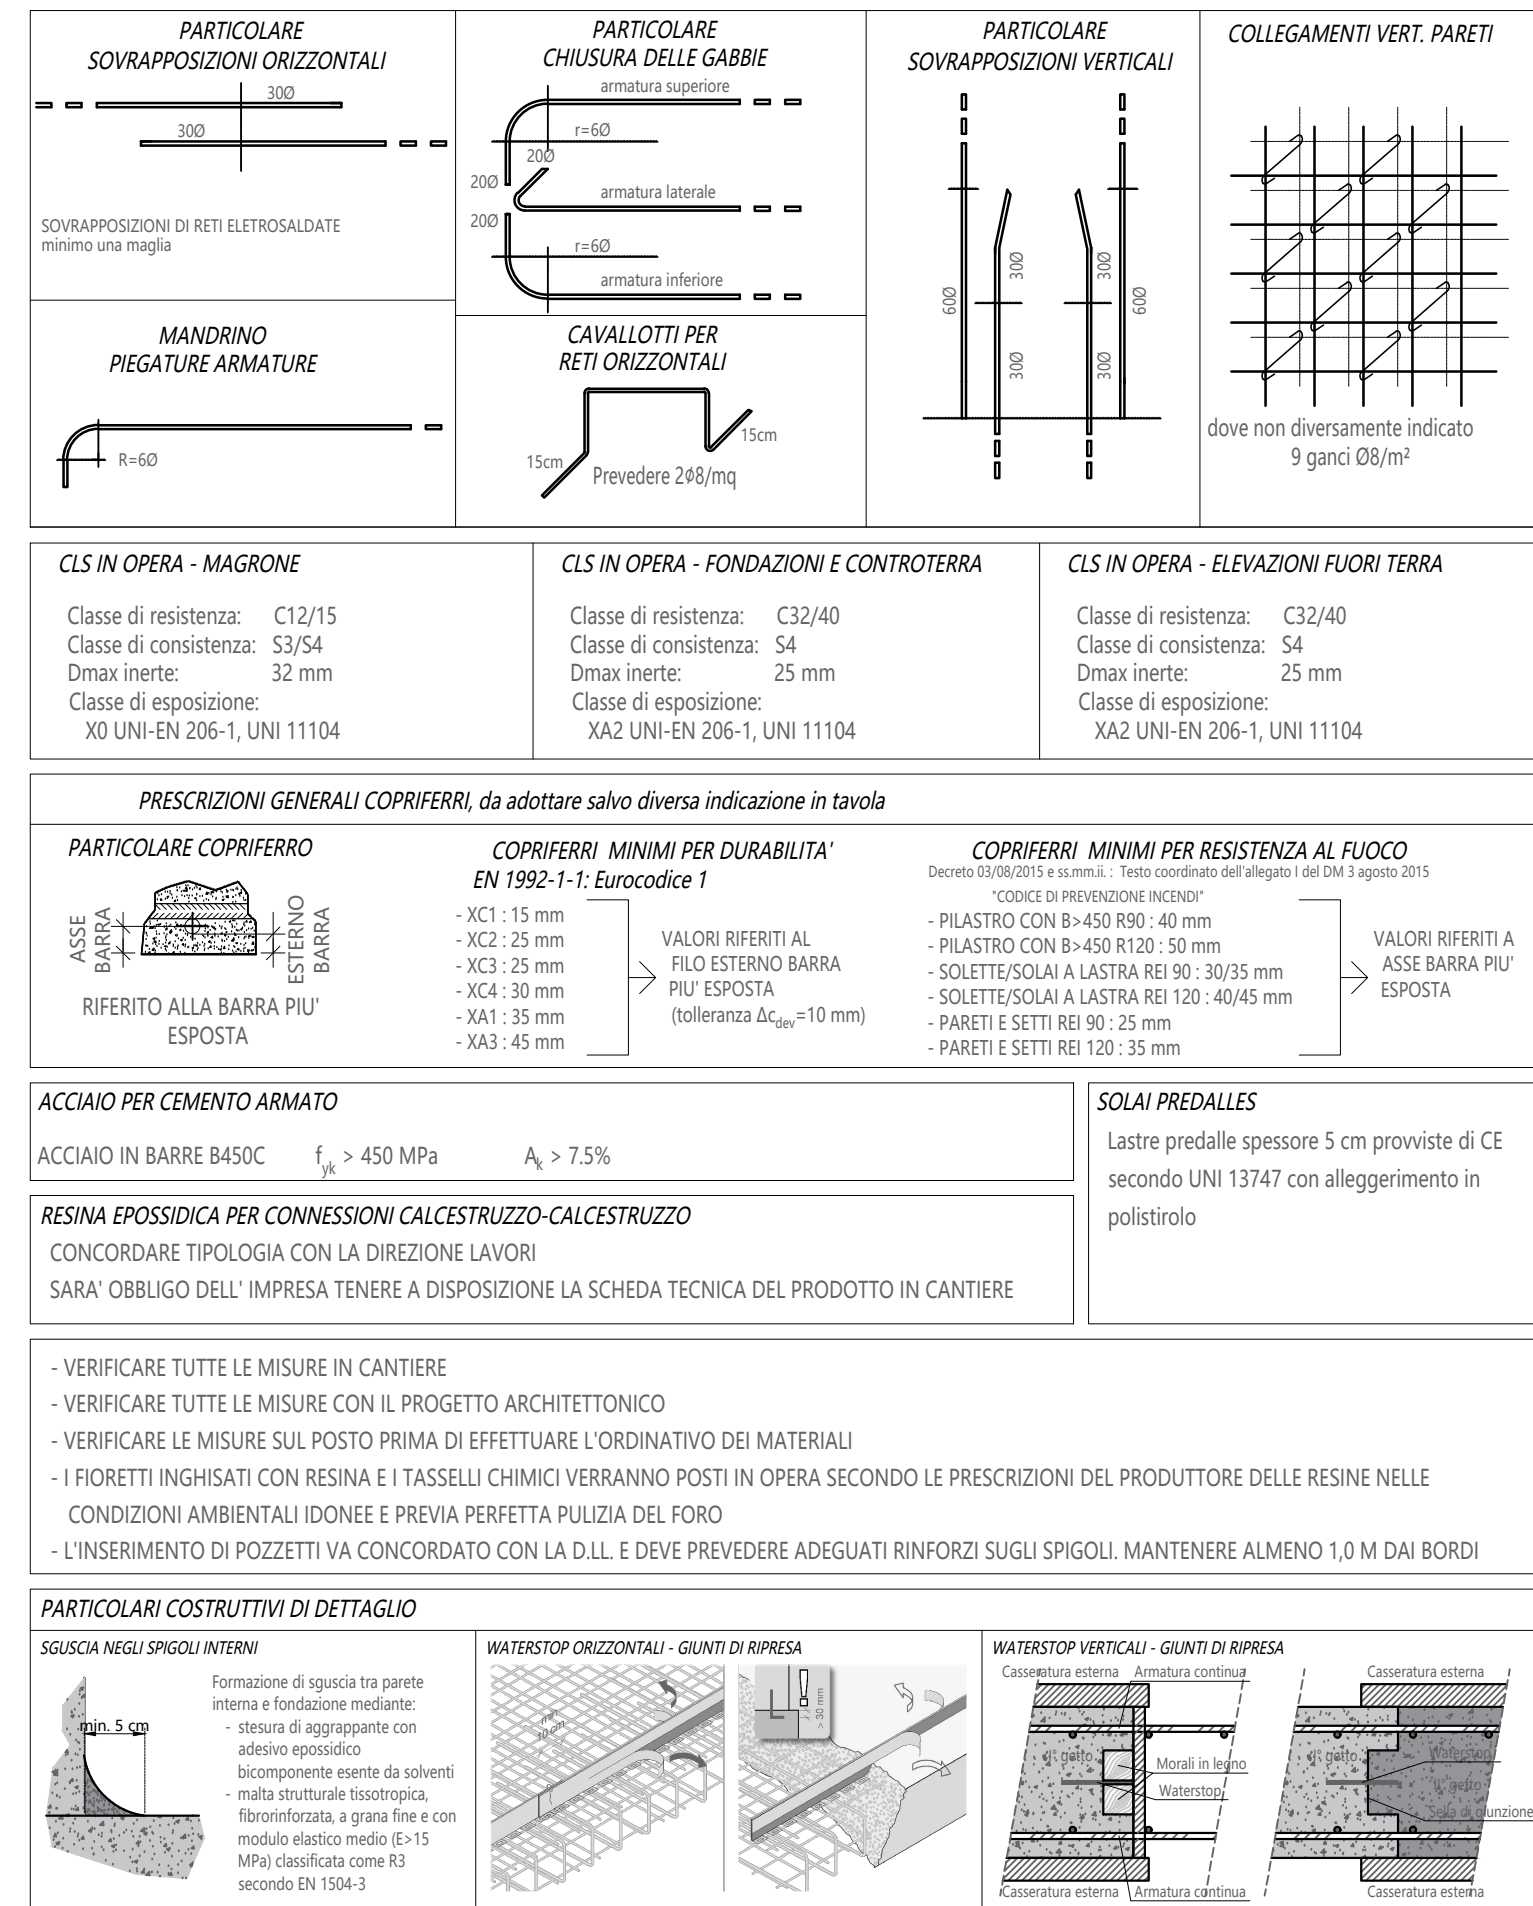 PARTICOLARE
SOVRAPPOSIZIONI ORIZZONTALI
30Ø
30Ø
SOVRAPPOSIZIONI DI RETI ELETROSALDATE
minimo una maglia
PARTICOLARE
CHIUSURA DELLE GABBIE
armatura superiore
r=6Ø
20Ø
20Ø
armatura laterale
20Ø
r=6Ø
armatura inferiore
PARTICOLARE
SOVRAPPOSIZIONI VERTICALI
60Ø
30Ø
30Ø
30Ø
30Ø
60Ø
COLLEGAMENTI VERT. PARETI
dove non diversamente indicato
9 ganci Ø8/m²
MANDRINO
PIEGATURE ARMATURE
R=6Ø
CAVALLOTTI PER
RETI ORIZZONTALI
15cm
15cm
Prevedere 2ø8/mq
CLS IN OPERA - MAGRONE
Classe di resistenza: C12/15
Classe di consistenza: S3/S4
Dmax inerte: 32 mm
Classe di esposizione:
X0 UNI-EN 206-1, UNI 11104
CLS IN OPERA - FONDAZIONI E CONTROTERRA
Classe di resistenza: C32/40
Classe di consistenza: S4
Dmax inerte: 25 mm
Classe di esposizione:
XA2 UNI-EN 206-1, UNI 11104
CLS IN OPERA - ELEVAZIONI FUORI TERRA
Classe di resistenza: C32/40
Classe di consistenza: S4
Dmax inerte: 25 mm
Classe di esposizione:
XA2 UNI-EN 206-1, UNI 11104
PRESCRIZIONI GENERALI COPRIFERRI, da adottare salvo diversa indicazione in tavola
PARTICOLARE COPRIFERRO
ASSE
BARRA
ESTERNO
BARRA
RIFERITO ALLA BARRA PIU'
ESPOSTA
COPRIFERRI MINIMI PER DURABILITA'
EN 1992-1-1: Eurocodice 1
- XC1 : 15 mm
- XC2 : 25 mm
- XC3 : 25 mm
- XC4 : 30 mm
- XA1 : 35 mm
- XA3 : 45 mm
VALORI RIFERITI AL
FILO ESTERNO BARRA
PIU' ESPOSTA
(tolleranza Δcdev=10 mm)
COPRIFERRI MINIMI PER RESISTENZA AL FUOCO
Decreto 03/08/2015 e ss.mm.ii. : Testo coordinato dell'allegato I del DM 3 agosto 2015
"CODICE DI PREVENZIONE INCENDI"
- PILASTRO CON B>450 R90 : 40 mm
- PILASTRO CON B>450 R120 : 50 mm
- SOLETTE/SOLAI A LASTRA REI 90 : 30/35 mm
- SOLETTE/SOLAI A LASTRA REI 120 : 40/45 mm
- PARETI E SETTI REI 90 : 25 mm
- PARETI E SETTI REI 120 : 35 mm
VALORI RIFERITI A
ASSE BARRA PIU'
ESPOSTA
ACCIAIO PER CEMENTO ARMATO
ACCIAIO IN BARRE B450C fyk > 450 MPa Ak > 7.5%
SOLAI PREDALLES
Lastre predalle spessore 5 cm provviste di CE
secondo UNI 13747 con alleggerimento in
polistirolo
RESINA EPOSSIDICA PER CONNESSIONI CALCESTRUZZO-CALCESTRUZZO
CONCORDARE TIPOLOGIA CON LA DIREZIONE LAVORI
SARA' OBBLIGO DELL' IMPRESA TENERE A DISPOSIZIONE LA SCHEDA TECNICA DEL PRODOTTO IN CANTIERE
- VERIFICARE TUTTE LE MISURE IN CANTIERE
- VERIFICARE TUTTE LE MISURE CON IL PROGETTO ARCHITETTONICO
- VERIFICARE LE MISURE SUL POSTO PRIMA DI EFFETTUARE L'ORDINATIVO DEI MATERIALI
- I FIORETTI INGHISATI CON RESINA E I TASSELLI CHIMICI VERRANNO POSTI IN OPERA SECONDO LE PRESCRIZIONI DEL PRODUTTORE DELLE RESINE NELLE
CONDIZIONI AMBIENTALI IDONEE E PREVIA PERFETTA PULIZIA DEL FORO
- L'INSERIMENTO DI POZZETTI VA CONCORDATO CON LA D.LL. E DEVE PREVEDERE ADEGUATI RINFORZI SUGLI SPIGOLI. MANTENERE ALMENO 1,0 M DAI BORDI
PARTICOLARI COSTRUTTIVI DI DETTAGLIO
SGUSCIA NEGLI SPIGOLI INTERNI
min. 5 cm
Formazione di sguscia tra parete
interna e fondazione mediante:
- stesura di aggrappante con
adesivo epossidico
bicomponente esente da solventi
- malta strutturale tissotropica,
fibrorinforzata, a grana fine e con
modulo elastico medio (E>15
MPa) classificata come R3
secondo EN 1504-3
WATERSTOP ORIZZONTALI - GIUNTI DI RIPRESA
min
10 cm
> 30 mm
WATERSTOP VERTICALI - GIUNTI DI RIPRESA
Casseratura esterna
Armatura continua
I° getto
Morali in legno
Waterstop
Casseratura esterna
Armatura continua
Casseratura esterna
I° getto
Waterstop
II° getto
Sella di giunzione
Casseratura esterna